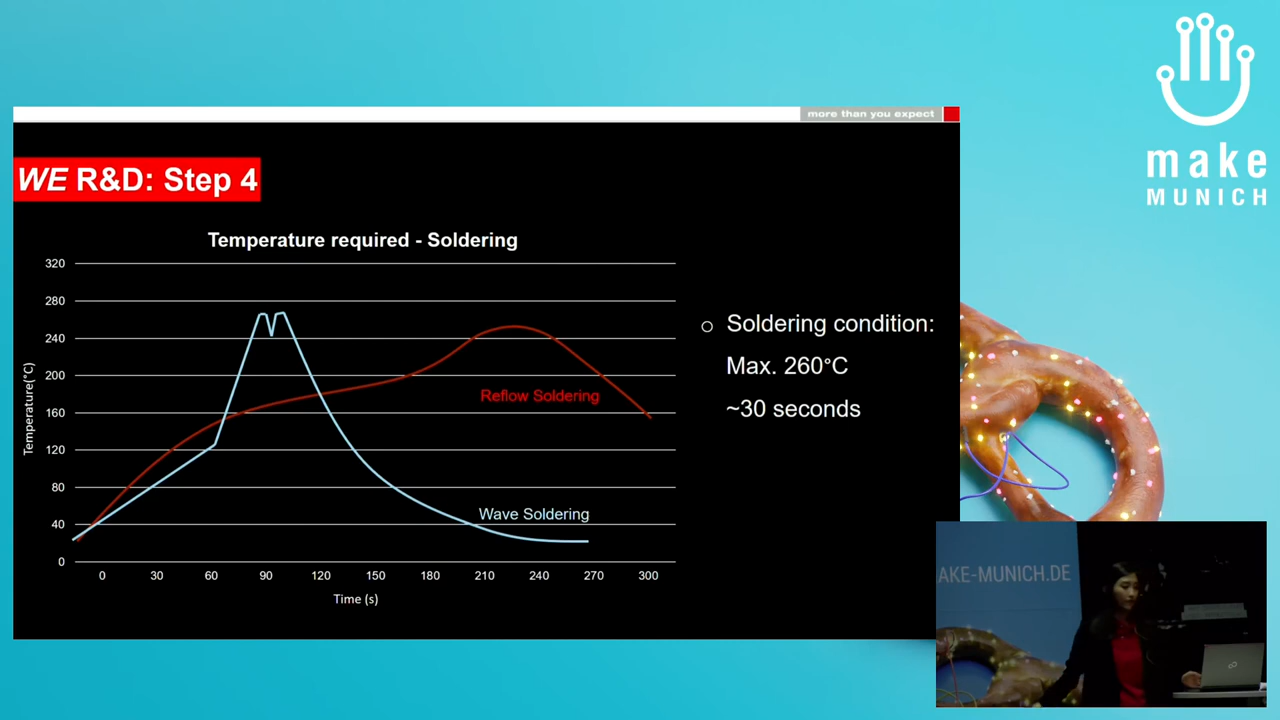 more than you expect
make
MUNICH
WE R&D: Step 4
Temperature required - Soldering
320
280
240
200
160
120
80
40
0
Temperature(°C)
Reflow Soldering
Wave Soldering
0 30 60 90 120 150 180 210 240 270 300
Time (s)
Soldering condition:
Max. 260°C
~30 seconds
AKE-MUNICH.DE